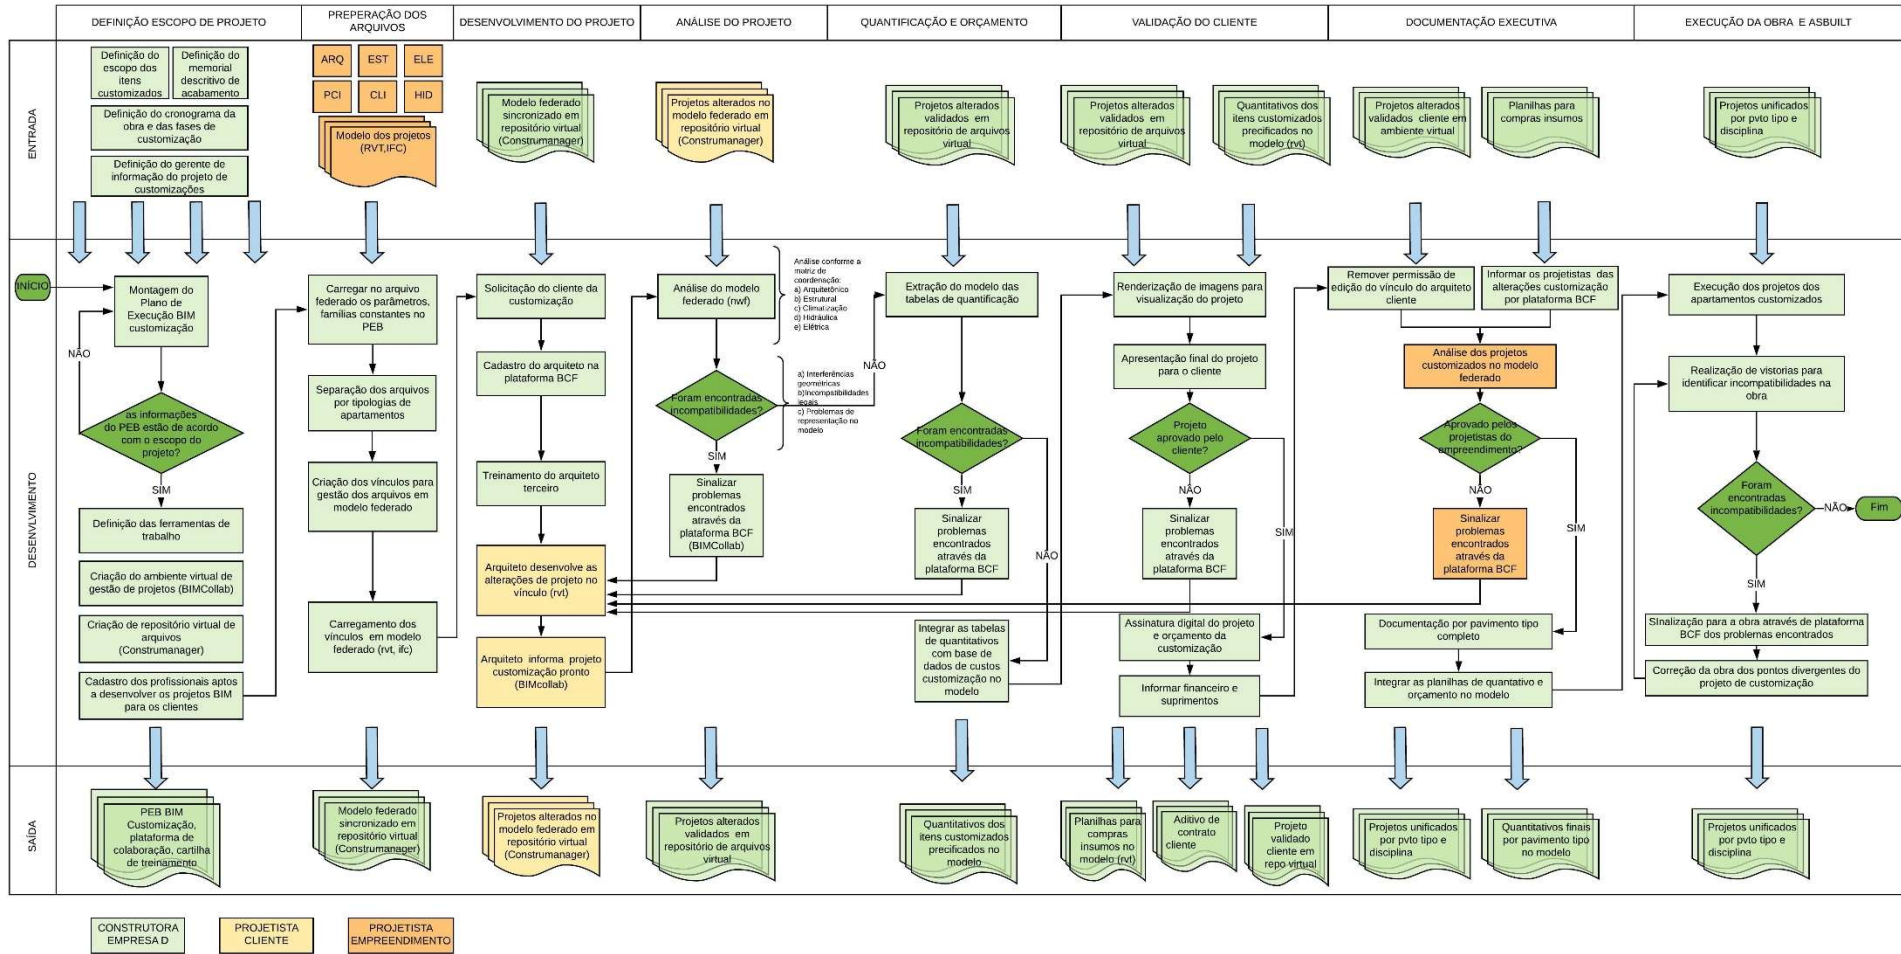 DEFINIÇÃO ESCOPO DE PROJETO
PREPERAÇÃO DOS
ARQUIVOS
DESENVOLVIMENTO DO PROJETO
ANÁLISE DO PROJETO
QUANTIFICAÇÃO E ORÇAMENTO
VALIDAÇÃO DO CLIENTE
DOCUMENTAÇÃO EXECUTIVA
EXECUÇÃO DA OBRA E ASBUILT
ENTRADA
Definição do
escopo dos
itens
customizados
Definição do
memorial
descritivo de
acabamento
Definição do cronograma da
obra e das fases de
customização
Definição do gerente de
informação do projeto de
customizações
ARQ
EST
ELE
PCI
CLI
HID
Modelo dos projetos
(RVT,IFC)
Modelo federado
sincronizado em
repositório virtual
(Construmanager)
Projetos alterados no
modelo federado em
repositório virtual
(Construmanager)
Projetos alterados
validados em
repositório de arquivos
virtual
Projetos alterados
validados em
repositório de arquivos
virtual
Quantitativos dos
itens customizados
precificados no
modelo (rvt)
Projetos alterados
validados cliente em
ambiente virtual
Planilhas para
compras insumos
Projetos unificados
por pvto tipo e
disciplina
DESENVLVIMENTO
INÍCIO
Montagem do
Plano de
Execução BIM
customização
NÃO
as informações
do PEB estão de acordo
com o escopo do
projeto?
SIM
Definição das ferramentas de
trabalho
Criação do ambiente virtual de
gestão de projetos (BIMCollab)
Criação de repositório virtual de
arquivos
(Construmanager)
Cadastro dos profissionais aptos
a desenvolver os projetos BIM
para os clientes
Carregar no arquivo
federado os parâmetros,
famílias constantes no
PEB
Separação dos arquivos
por tipologias de
apartamentos
Criação dos vínculos para
gestão dos arquivos em
modelo federado
Carregamento dos
vínculos em modelo
federado (rvt, ifc)
Solicitação do cliente da
customização
Cadastro do arquiteto na
plataforma BCF
Treinamento do arquiteto
terceiro
Arquiteto desenvolve as
alterações de projeto no
vínculo (rvt)
Arquiteto informa projeto
customização pronto
(BIMcollab)
Análise do modelo
federado (nwf)
Análise conforme a
matriz de
coordenação:
a) Arquitetônico
b) Estrutural
c) Climatização
d) Hidráulica
e) Elétrica
Foram encontradas
incompatibilidades?
a) Interferências
geométricas
b)Incompatibilidades
legais
c) Problemas de
representação no
modelo
NÃO
SIM
Sinalizar
problemas
encontrados
através da
plataforma BCF
(BIMCollab)
Extração do modelo das
tabelas de quantificação
Foram encontradas
incompatibilidades?
SIM
NÃO
Sinalizar
problemas
encontrados
através da
plataforma BCF
Integrar as tabelas
de quantitativos
com base de
dados de custos
customização no
modelo
Renderização de imagens para
visualização do projeto
Apresentação final do projeto
para o cliente
Projeto
aprovado pelo
cliente?
NÃO
SIM
Sinalizar
problemas
encontrados
através da
plataforma BCF
Assinatura digital do projeto
e orçamento da
customização
Informar financeiro e
suprimentos
Remover permissão de
edição do vínculo do arquiteto
cliente
Informar os projetistas das
alterações customização por
plataforma BCF
Análise dos projetos
customizados no modelo
federado
Aprovado pelos
projetistas do
empreendimento?
NÃO
SIM
Sinalizar
problemas
encontrados
através da
plataforma BCF
Documentação por pavimento tipo
completo
Integrar as planilhas de quantativo e
orçamento no modelo
Execução dos projetos dos
apartamentos customizados
Realização de vistorias para
identificar incompatibilidades na
obra
Foram
encontradas
incompatibilidades?
NÃO
Fim
SIM
SInalização para a obra através de plataforma
BCF dos problemas encontrados
Correção da obra dos pontos divergentes do
projeto de customização
SAÍDA
PEB BIM
Customização,
plataforma de
colaboração, cartilha
de treinamento
Modelo federado
sincronizado em
repositório virtual
(Construmanager)
Projetos alterados no
modelo federado em
repositório virtual
(Construmanager)
Projetos alterados
validados em
repositório de arquivos
virtual
Quantitativos dos
itens customizados
precificados no
modelo
Planilhas para
compras
insumos no
modelo (rvt)
Aditivo de
contrato
cliente
Projeto
validado
cliente em
repo virtual
Projetos unificados
por pvto tipo e
disciplina
Quantitativos finais
por pavimento tipo
no modelo
Projetos unificados
por pvto tipo e
disciplina
CONSTRUTORA
EMPRESA D
PROJETISTA
CLIENTE
PROJETISTA
EMPREENDIMENTO